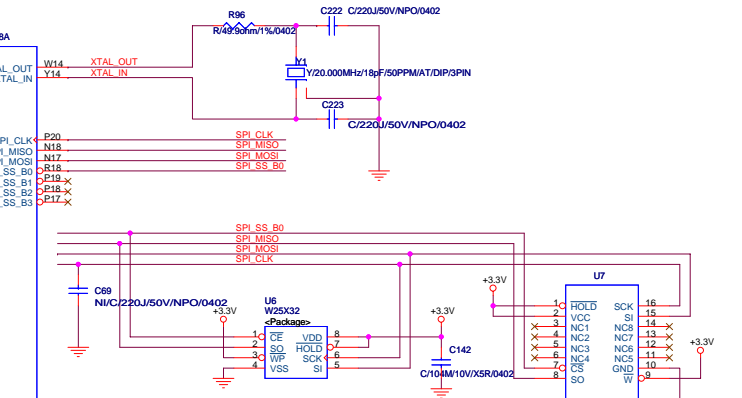 R96
C222 C/220J/50V/NPO/0402
R/49.9ohm/1%/0402
8A
Y1
Y/20.000MHz/18pF/50PPM/AT/DIP/3PIN
AL_OUT W14 XTAL_OUT
TAL_IN Y14 XTAL_IN
C223
C/220J/50V/NPO/0402
PI_CLK P20 SPI_CLK
PI_MISO N18 SPI_MISO
PI_MOSI N17 SPI_MOSI
_SS_B0 R18 SPI_SS_B0
_SS_B1 P19
_SS_B2 P18
_SS_B3 P17
SPI_SS_B0
SPI_MISO
SPI_MOSI
SPI_CLK
C69
NI/C/220J/50V/NPO/0402
+3.3V
U6
W25X32
<Package>
1 CE VDD 8
2 SO HOLD 7
3 WP SCK 6
4 VSS SI 5
+3.3V
C142
C/104M/10V/X5R/0402
+3.3V
U7
1 HOLD SCK 16
2 VCC SI 15
3 NC1 NC8 14
4 NC2 NC7 13
5 NC3 NC6 12
6 NC4 NC5 11
7 CS GND 10
8 SO W 9
+3.3V